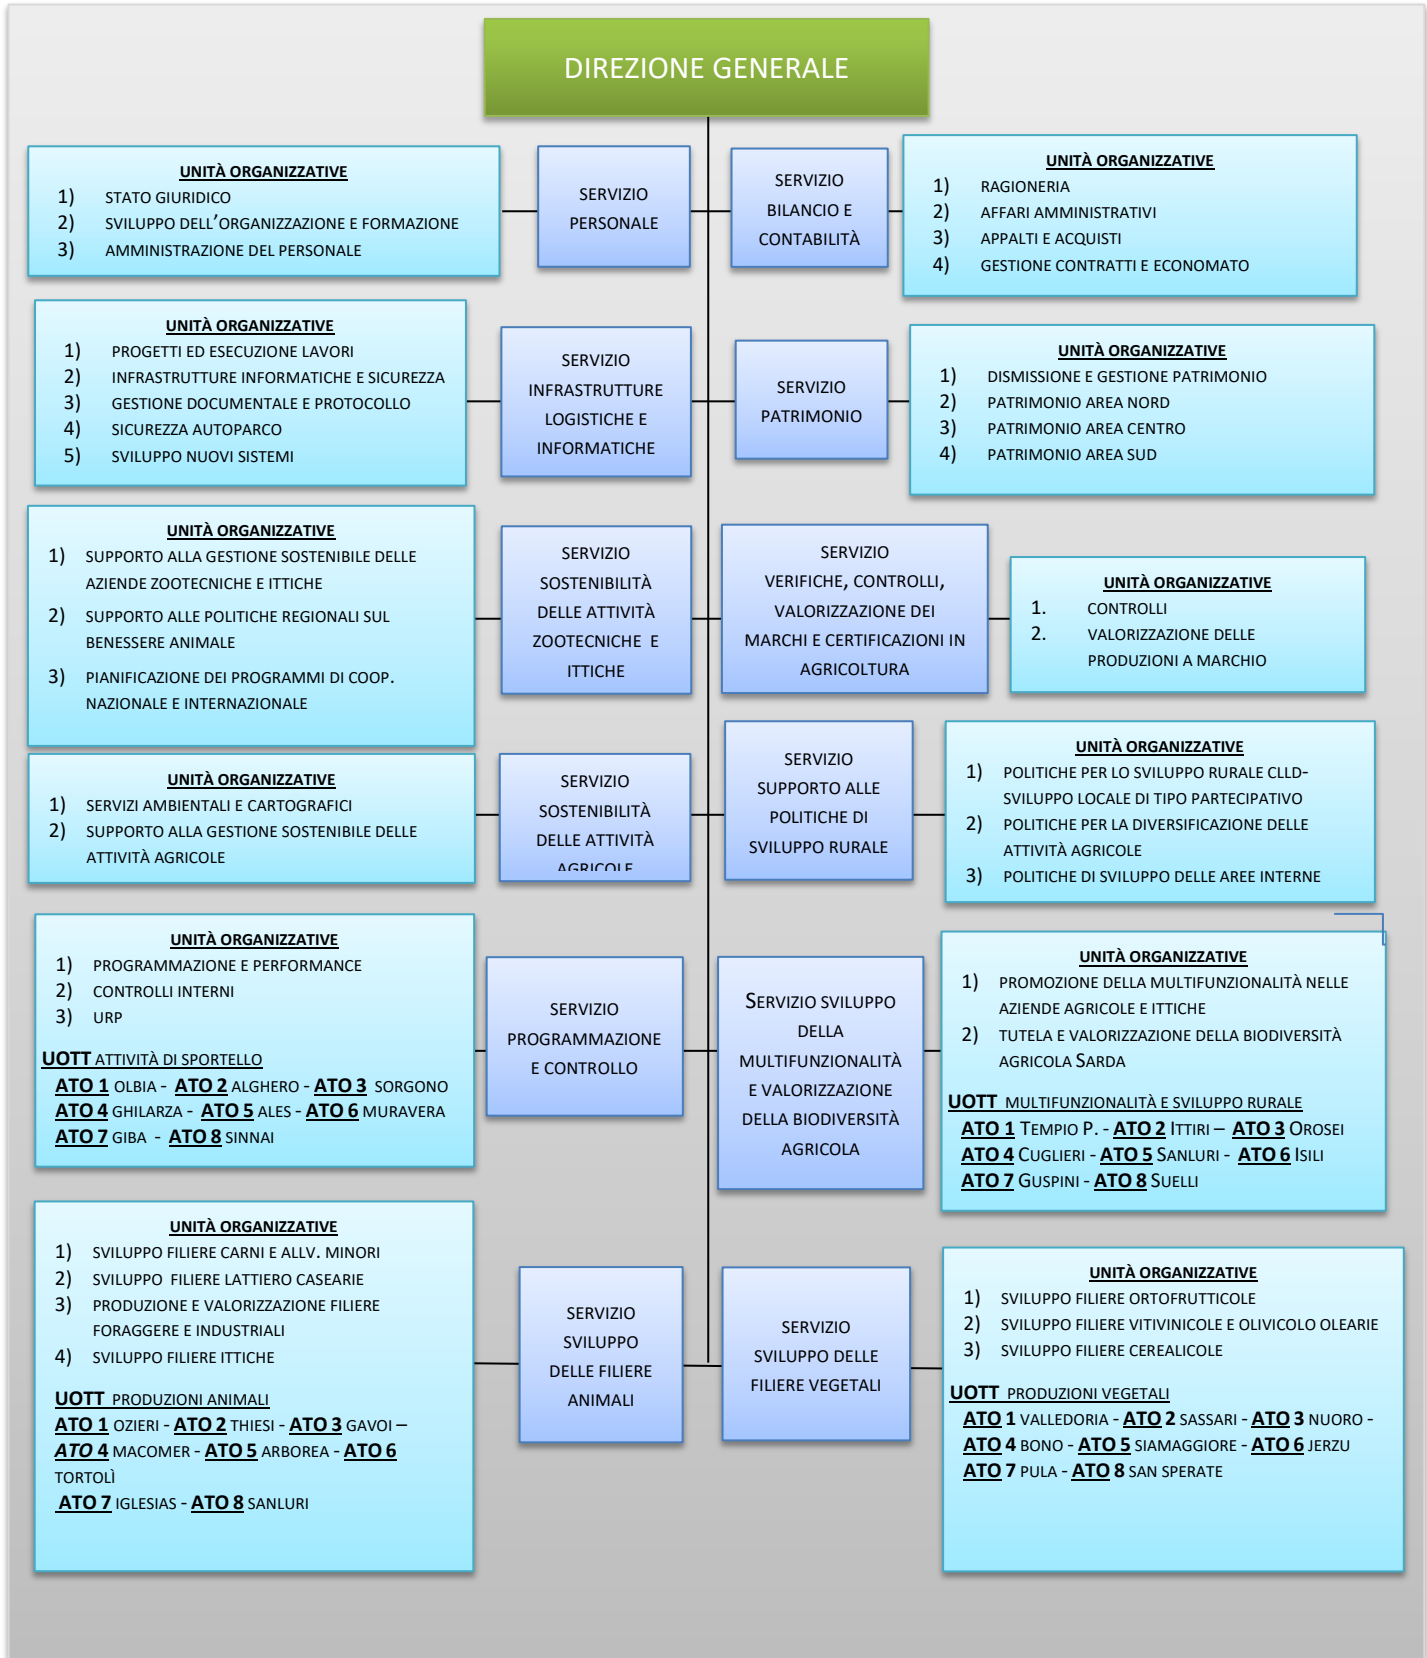 DIREZIONE GENERALE
UNITÀ ORGANIZZATIVE
1) STATO GIURIDICO
2) SVILUPPO DELL'ORGANIZZAZIONE E FORMAZIONE
3) AMMINISTRAZIONE DEL PERSONALE
SERVIZIO
PERSONALE
SERVIZIO
BILANCIO E
CONTABILITÀ
UNITÀ ORGANIZZATIVE
1) RAGIONERIA
2) AFFARI AMMINISTRATIVI
3) APPALTI E ACQUISTI
4) GESTIONE CONTRATTI E ECONOMATO
UNITÀ ORGANIZZATIVE
1) PROGETTI ED ESECUZIONE LAVORI
2) INFRASTRUTTURE INFORMATICHE E SICUREZZA
3) GESTIONE DOCUMENTALE E PROTOCOLLO
4) SICUREZZA AUTOPARCO
5) SVILUPPO NUOVI SISTEMI
SERVIZIO
INFRASTRUTTURE
LOGISTICHE E
INFORMATICHE
SERVIZIO
PATRIMONIO
UNITÀ ORGANIZZATIVE
1) DISMISSIONE E GESTIONE PATRIMONIO
2) PATRIMONIO AREA NORD
3) PATRIMONIO AREA CENTRO
4) PATRIMONIO AREA SUD
UNITÀ ORGANIZZATIVE
1) SUPPORTO ALLA GESTIONE SOSTENIBILE DELLE
AZIENDE ZOOTECNICHE E ITTICHE
2) SUPPORTO ALLE POLITICHE REGIONALI SUL
BENESSERE ANIMALE
3) PIANIFICAZIONE DEI PROGRAMMI DI COOP.
NAZIONALE E INTERNAZIONALE
SERVIZIO
SOSTENIBILITÀ
DELLE ATTIVITÀ
ZOOTECNICHE E
ITTICHE
SERVIZIO
VERIFICHE, CONTROLLI,
VALORIZZAZIONE DEI
MARCHI E CERTIFICAZIONI IN
AGRICOLTURA
UNITÀ ORGANIZZATIVE
1. CONTROLLI
2. VALORIZZAZIONE DELLE
PRODUZIONI A MARCHIO
UNITÀ ORGANIZZATIVE
1) SERVIZI AMBIENTALI E CARTOGRAFICI
2) SUPPORTO ALLA GESTIONE SOSTENIBILE DELLE
ATTIVITÀ AGRICOLE
SERVIZIO
SOSTENIBILITÀ
DELLE ATTIVITÀ
AGRICOLE
SERVIZIO
SUPPORTO ALLE
POLITICHE DI
SVILUPPO RURALE
UNITÀ ORGANIZZATIVE
1) POLITICHE PER LO SVILUPPO RURALE CLLD-
SVILUPPO LOCALE DI TIPO PARTECIPATIVO
2) POLITICHE PER LA DIVERSIFICAZIONE DELLE
ATTIVITÀ AGRICOLE
3) POLITICHE DI SVILUPPO DELLE AREE INTERNE
UNITÀ ORGANIZZATIVE
1) PROGRAMMAZIONE E PERFORMANCE
2) CONTROLLI INTERNI
3) URP
UOTT ATTIVITÀ DI SPORTELLO
ATO 1 OLBIA - ATO 2 ALGHERO - ATO 3 SORGONO
ATO 4 GHILARZA - ATO 5 ALES - ATO 6 MURAVERA
ATO 7 GIBA - ATO 8 SINNAI
SERVIZIO
PROGRAMMAZIONE
E CONTROLLO
SERVIZIO SVILUPPO
DELLA
MULTIFUNZIONALITÀ
E VALORIZZAZIONE
DELLA BIODIVERSITÀ
AGRICOLA
UNITÀ ORGANIZZATIVE
1) PROMOZIONE DELLA MULTIFUNZIONALITÀ NELLE
AZIENDE AGRICOLE E ITTICHE
2) TUTELA E VALORIZZAZIONE DELLA BIODIVERSITÀ
AGRICOLA SARDA
UOTT MULTIFUNZIONALITÀ E SVILUPPO RURALE
ATO 1 TEMPIO P. - ATO 2 ITTIRI – ATO 3 OROSEI
ATO 4 CUGLIERI - ATO 5 SANLURI - ATO 6 ISILI
ATO 7 GUSPINI - ATO 8 SUELLI
UNITÀ ORGANIZZATIVE
1) SVILUPPO FILIERE CARNI E ALLV. MINORI
2) SVILUPPO FILIERE LATTIERO CASEARIE
3) PRODUZIONE E VALORIZZAZIONE FILIERE
FORAGGERE E INDUSTRIALI
4) SVILUPPO FILIERE ITTICHE
UOTT PRODUZIONI ANIMALI
ATO 1 OZIERI - ATO 2 THIESI - ATO 3 GAVOI –
ATO 4 MACOMER - ATO 5 ARBOREA - ATO 6
TORTOLÌ
ATO 7 IGLESIAS - ATO 8 SANLURI
SERVIZIO
SVILUPPO
DELLE FILIERE
ANIMALI
SERVIZIO
SVILUPPO DELLE
FILIERE VEGETALI
UNITÀ ORGANIZZATIVE
1) SVILUPPO FILIERE ORTOFRUTTICOLE
2) SVILUPPO FILIERE VITIVINICOLE E OLIVICOLO OLEARIE
3) SVILUPPO FILIERE CEREALICOLE
UOTT PRODUZIONI VEGETALI
ATO 1 VALLEDORIA - ATO 2 SASSARI - ATO 3 NUORO -
ATO 4 BONO - ATO 5 SIAMAGGIORE - ATO 6 JERZU
ATO 7 PULA - ATO 8 SAN SPERATE